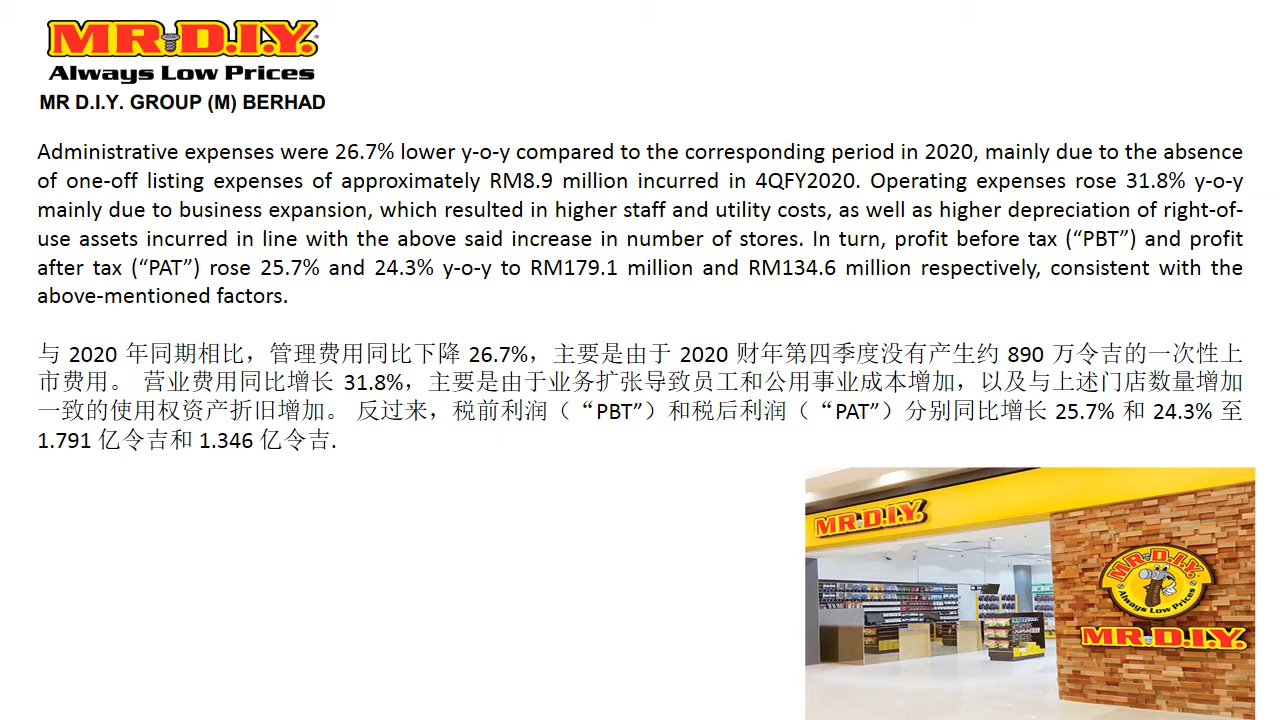 MR D.I.Y.
Always Low Prices
MR D.I.Y. GROUP (M) BERHAD
Administrative expenses were 26.7% lower y-o-y compared to the corresponding period in 2020, mainly due to the absence
of one-off listing expenses of approximately RM8.9 million incurred in 4QFY2020. Operating expenses rose 31.8% y-o-y
mainly due to business expansion, which resulted in higher staff and utility costs, as well as higher depreciation of right-of-
use assets incurred in line with the above said increase in number of stores. In turn, profit before tax (“PBT”) and profit
after tax (“PAT”) rose 25.7% and 24.3% y-o-y to RM179.1 million and RM134.6 million respectively, consistent with the
above-mentioned factors.
与 2020 年同期相比，管理费用同比下降 26.7%，主要是由于 2020 财年第四季度没有产生约 890 万令吉的一次性上
市费用。 营业费用同比增长 31.8%，主要是由于业务扩张导致员工和公用事业成本增加，以及与上述门店数量增加
一致的使用权资产折旧增加。 反过来，税前利润（“PBT”）和税后利润（“PAT”）分别同比增长 25.7% 和 24.3% 至
1.791 亿令吉和 1.346 亿令吉.
MR.D.I.Y.
MR.D.I.Y.
Always Low Prices
MR.D.I.Y.